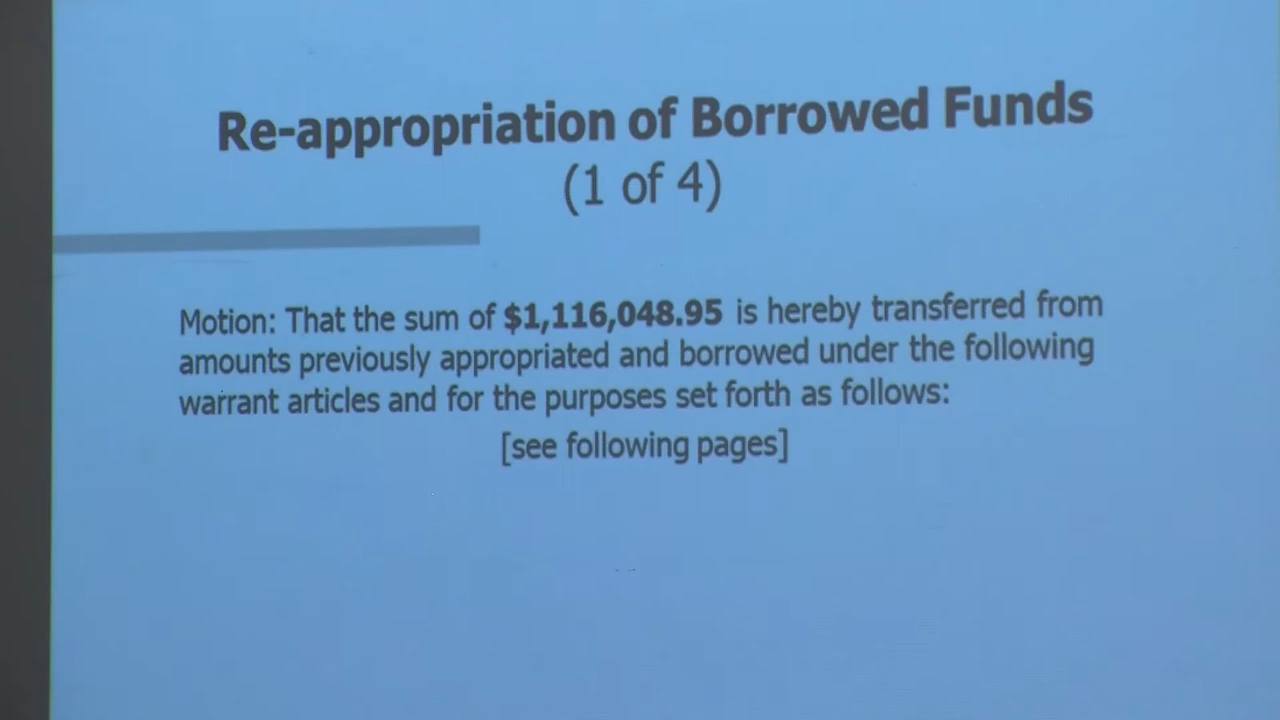 Re-appropriation of Borrowed Funds
(1 of 4)
Motion: That the sum of $1,116,048.95 is hereby transferred from
amounts previously appropriated and borrowed under the following
warrant articles and for the purposes set forth as follows:
[see following pages]